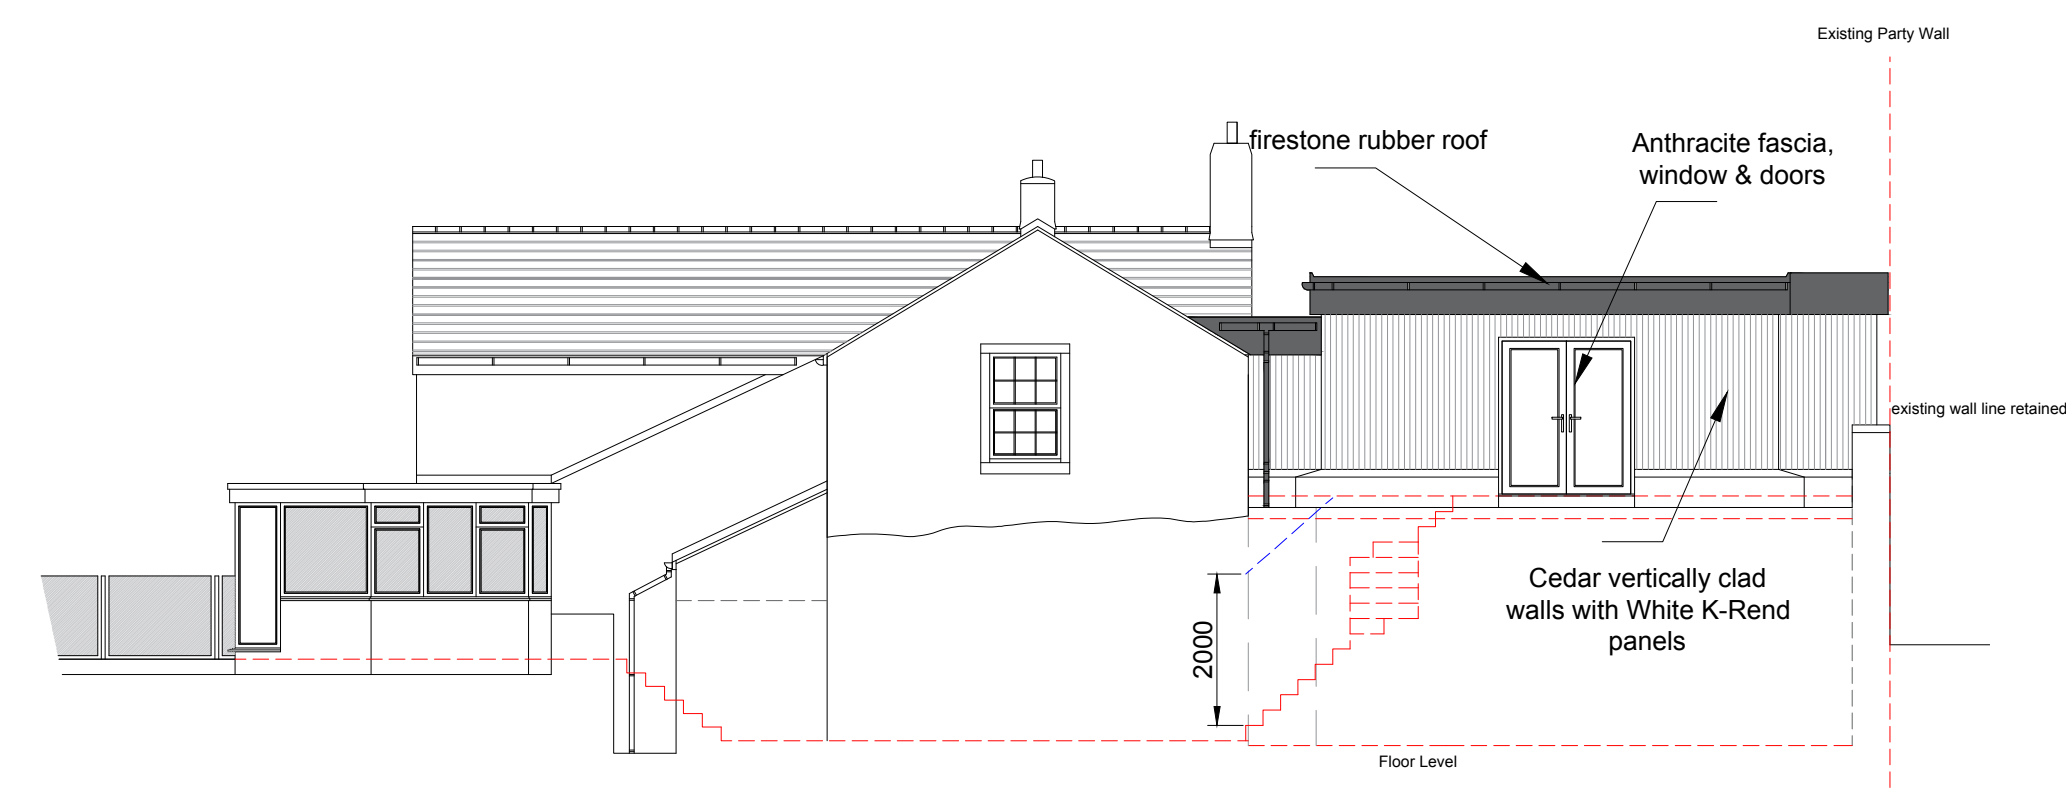 Existing Party Wall
firestone rubber roof
Anthracite fascia,
window & doors
existing wall line retained
Cedar vertically clad
walls with White K-Rend
panels
2000
Floor Level